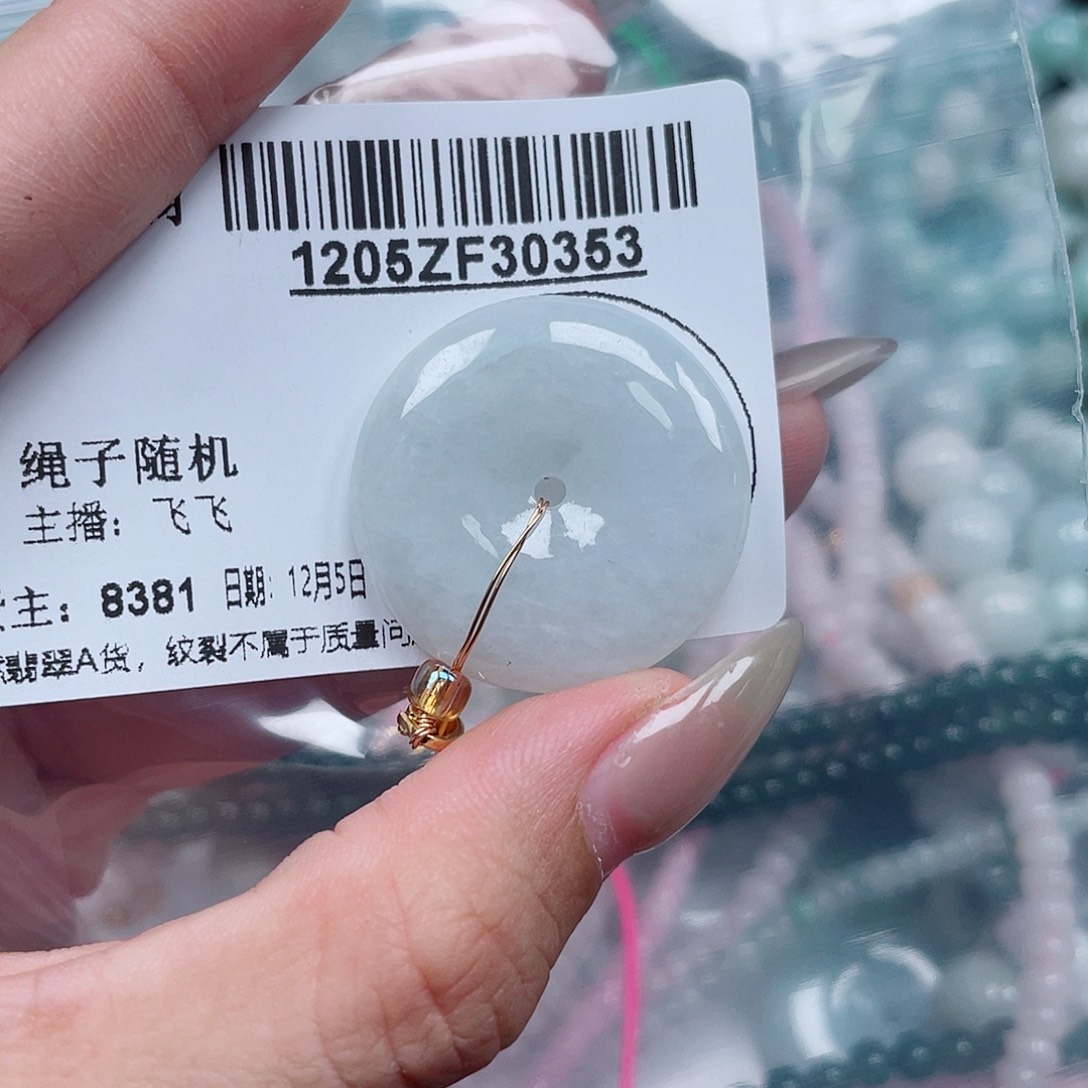 1205ZF30353
绳子随机
主播：飞飞
主：8381 日期：12月5日
翡翠A货，纹裂不属于质量问